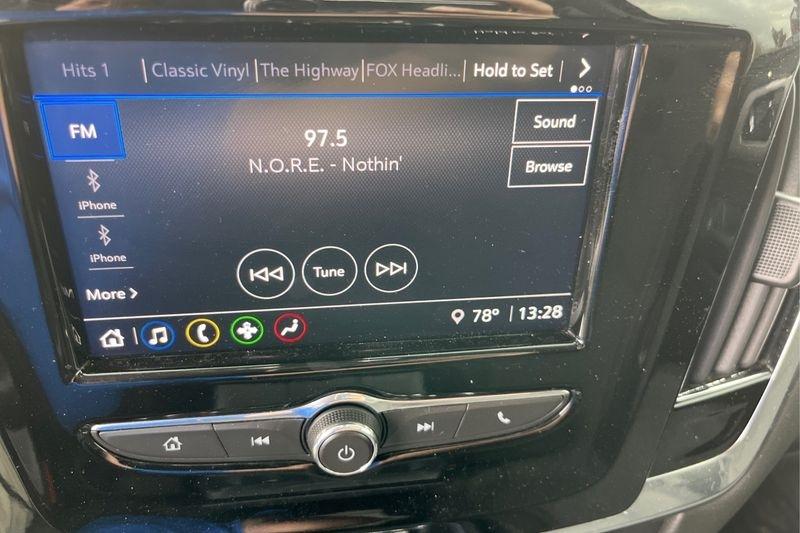 Hits 1 | Classic Vinyl | The Highway | FOX Headli... | Hold to Set |
FM
97.5
N.O.R.E. - Nothin'
Sound
Browse
iPhone
iPhone
Tune
More
78° | 13:28